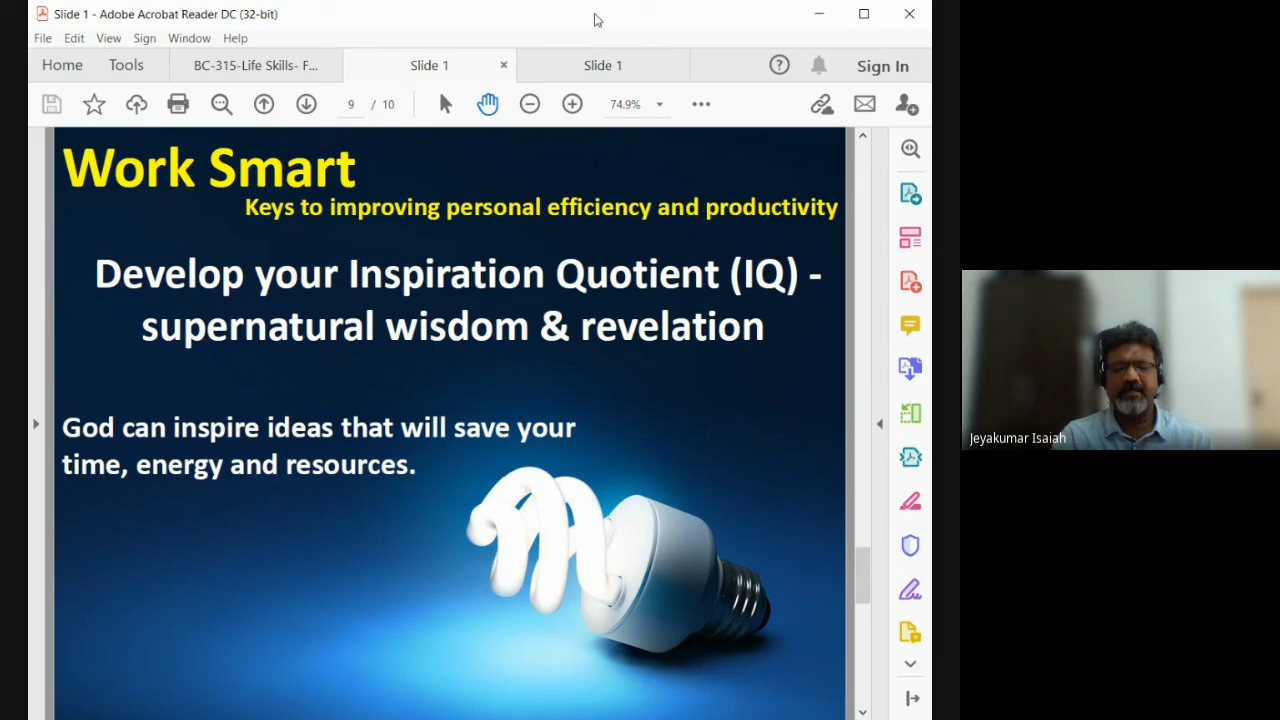 Slide 1 - Adobe Acrobat Reader DC (32-bit)
File Edit View Sign Window Help
Home Tools BC-315-Life Skills- F... Slide 1 × Slide 1 Sign In
9 / 10 74.9%
Work Smart
Keys to improving personal efficiency and productivity
Develop your Inspiration Quotient (IQ) -
supernatural wisdom & revelation
God can inspire ideas that will save your
time, energy and resources.
Jeyakumar Isaiah